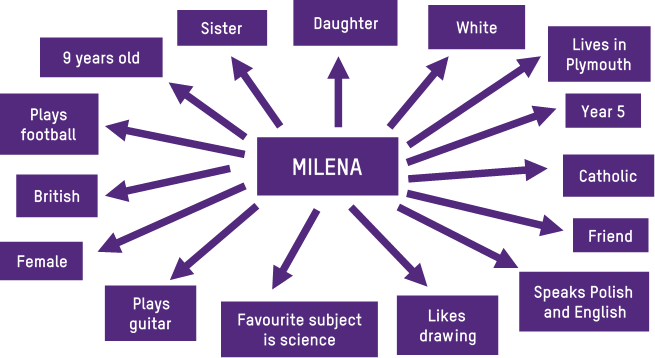 Daughter
Sister
White
9 years old
Lives in
Plymouth
Plays
football
Year 5
MILENA
British
Catholic
Female
Friend
Plays
guitar
Favourite subject
is science
Likes
drawing
Speaks Polish
and English